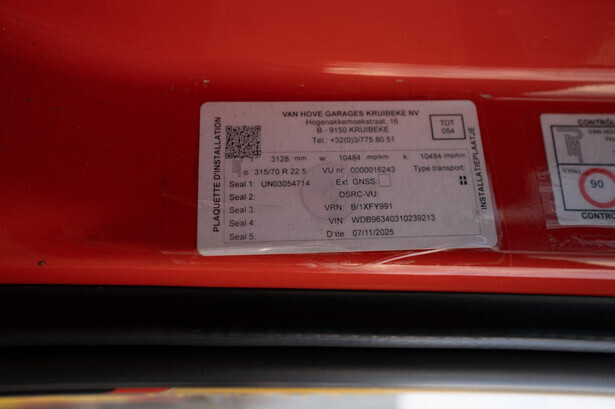 VAN HOVE GARAGES KRUIBEKE NV
Hogenakkerhoekstraat, 16
B - 9150 KRUIBEKE
Tel: +32(0)3/775 80 51
TDT
054
PLAQUETTE D'INSTALLATION
INSTALLATIEPLAATJE
l 3128 mm w 10484 imp/km k 10484 imp/km
315/70 R 22.5 VU nr: 0000016243 Type transport:
Seal 1: UN03054714 Ext. GNSS:
Seal 2: DSRC-VU:
Seal 3: VRN: B/1XFY991
Seal 4: VIN: WDB96340310239213
Seal 5: Date: 07/11/2025
90